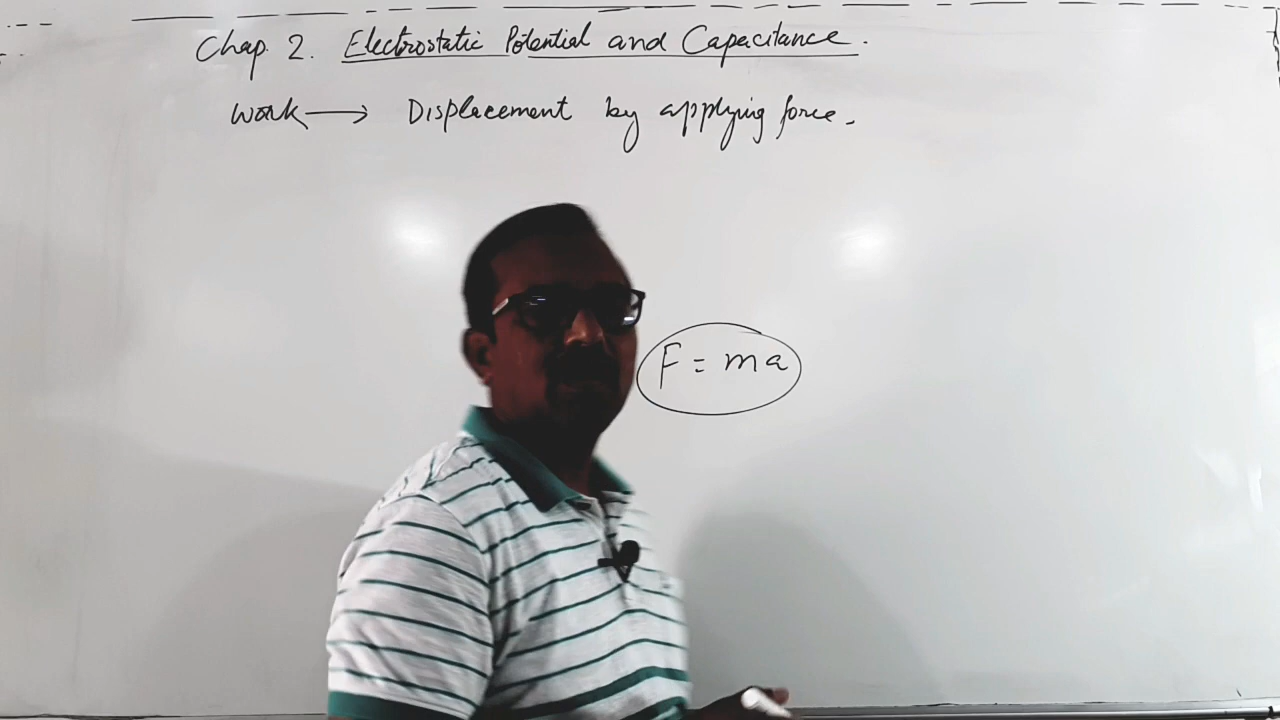 Chap. 2. Electrostatic Potential and Capacitance.
Work → Displacement by applying force.
F = ma